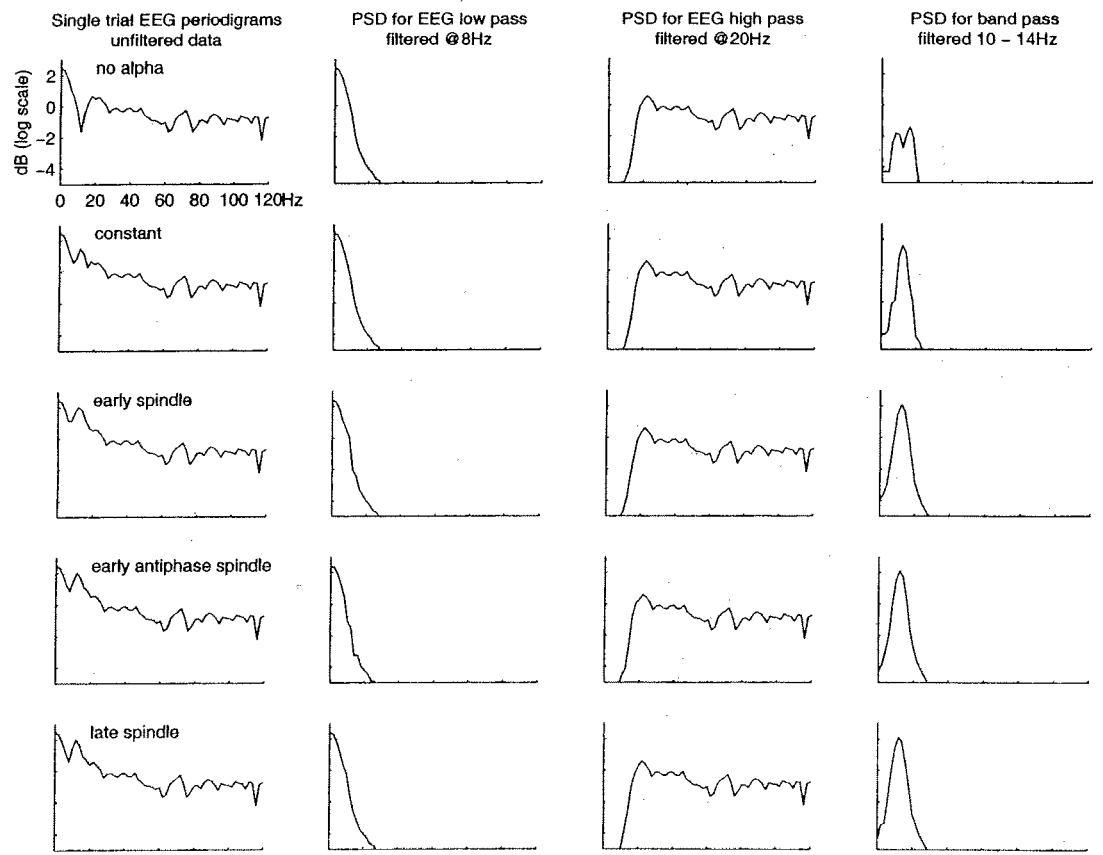 Single trial EEG periodigrams
unfiltered data
PSD for EEG low pass
filtered @8Hz
PSD for EEG high pass
filtered @20Hz
PSD for band pass
filtered 10 – 14Hz
no alpha
dB (log scale)
2
0
−2
−4
0 20 40 60 80 100 120Hz
constant
early spindle
early antiphase spindle
late spindle